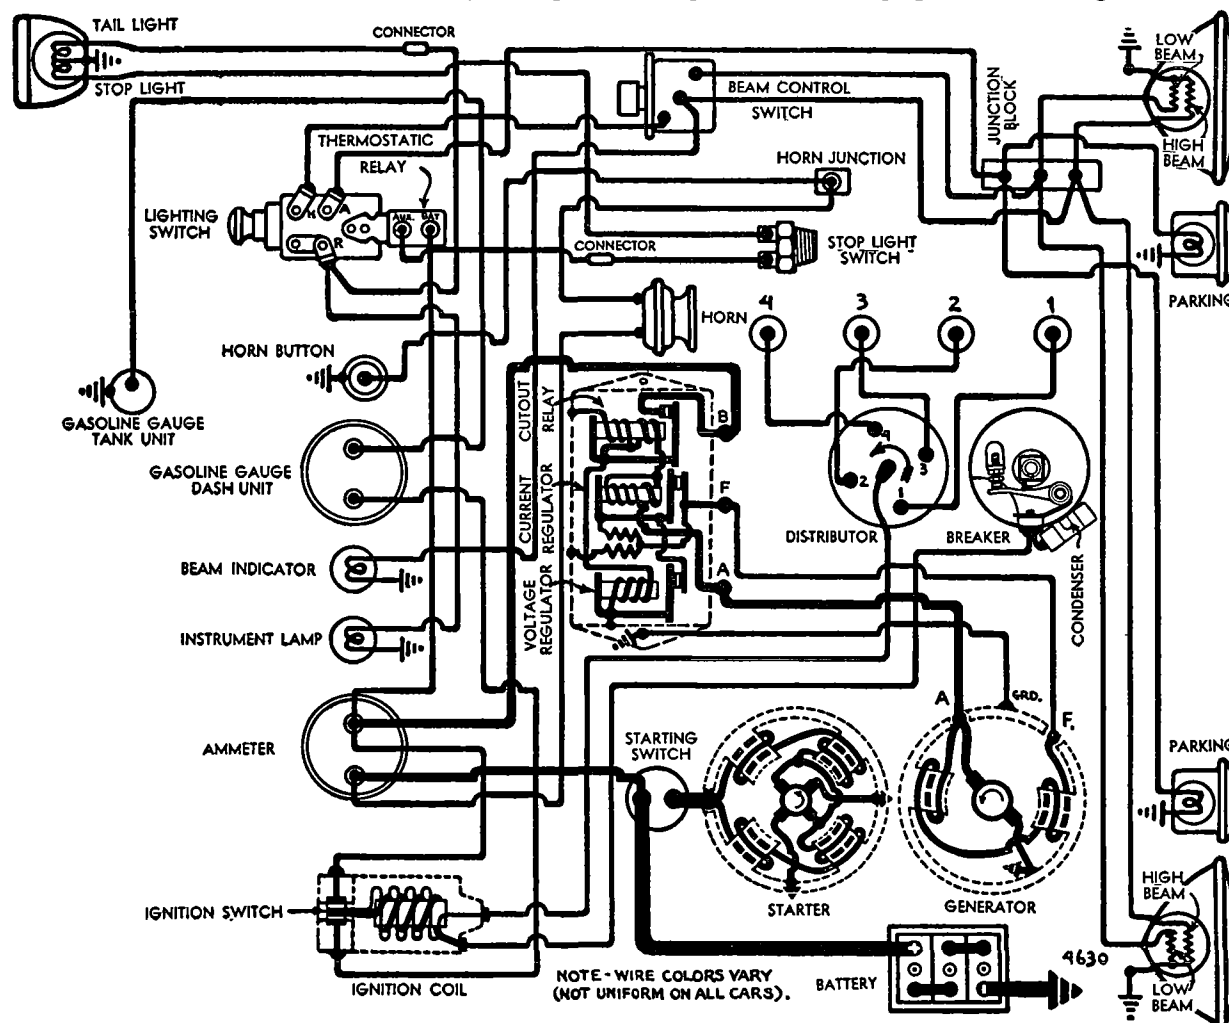 TAIL LIGHT
CONNECTOR
STOP LIGHT
THERMOSTATIC
RELAY
BEAM CONTROL
SWITCH
JUNCTION
BLOCK
LOW
BEAM
HIGH
BEAM
HORN JUNCTION
LIGHTING
SWITCH
H
A
R
AUX.
BAT
CONNECTOR
STOP LIGHT
SWITCH
PARKING
HORN
4
3
2
1
HORN BUTTON
GASOLINE GAUGE
TANK UNIT
CUTOUT
RELAY
B
GASOLINE GAUGE
DASH UNIT
CURRENT
REGULATOR
F
4
3
2
1
DISTRIBUTOR
BREAKER
CONDENSER
BEAM INDICATOR
VOLTAGE
REGULATOR
A
INSTRUMENT LAMP
AMMETER
STARTING
SWITCH
A
GRD.
F.
PARKING
STARTER
GENERATOR
HIGH
BEAM
IGNITION SWITCH
IGNITION COIL
NOTE - WIRE COLORS VARY
(NOT UNIFORM ON ALL CARS).
BATTERY
4630
LOW
BEAM